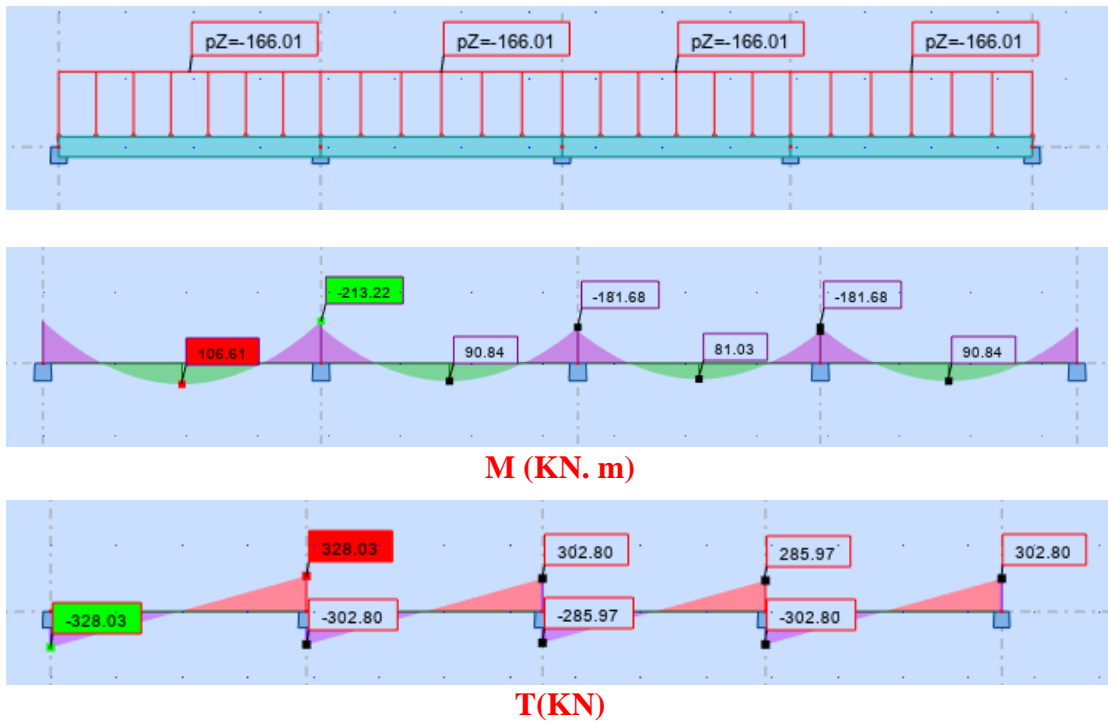 pZ=-166.01 pZ=-166.01 pZ=-166.01 pZ=-166.01
-213.22 -181.68 -181.68
106.61 90.84 81.03 90.84
M (KN. m)
328.03 302.80 285.97 302.80
-328.03 -302.80 -285.97 -302.80
T(KN)